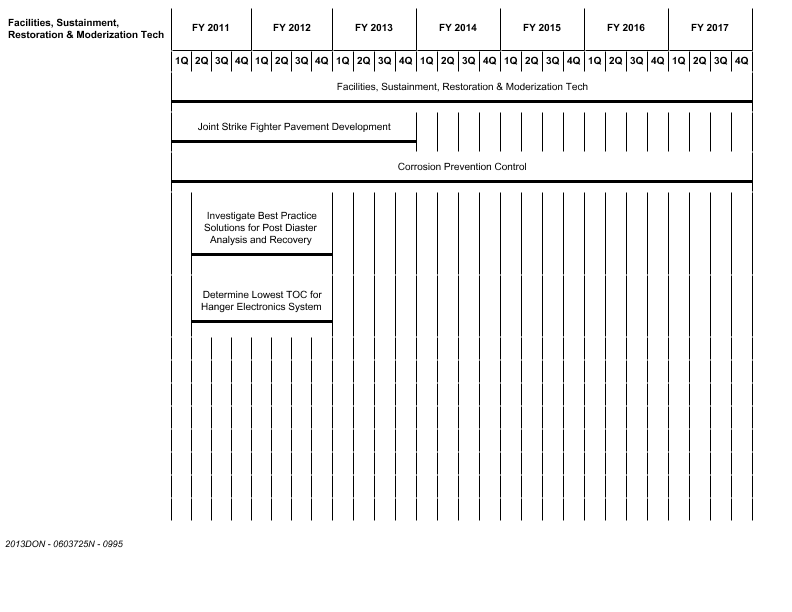 Facilities, Sustainment,
Restoration & Moderization Tech
FY 2011 FY 2012 FY 2013 FY 2014 FY 2015 FY 2016 FY 2017
1Q 2Q 3Q 4Q 1Q 2Q 3Q 4Q 1Q 2Q 3Q 4Q 1Q 2Q 3Q 4Q 1Q 2Q 3Q 4Q 1Q 2Q 3Q 4Q 1Q 2Q 3Q 4Q
Facilities, Sustainment, Restoration & Moderization Tech
Joint Strike Fighter Pavement Development
Corrosion Prevention Control
Investigate Best Practice
Solutions for Post Diaster
Analysis and Recovery
Determine Lowest TOC for
Hanger Electronics System
2013DON - 0603725N - 0995